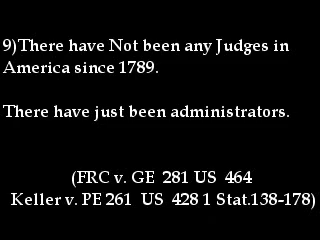 9)There have Not been any Judges in
America since 1789.
There have just been administrators.
(FRC v. GE 281 US 464
Keller v. PE 261 US 428 1 Stat.138-178)